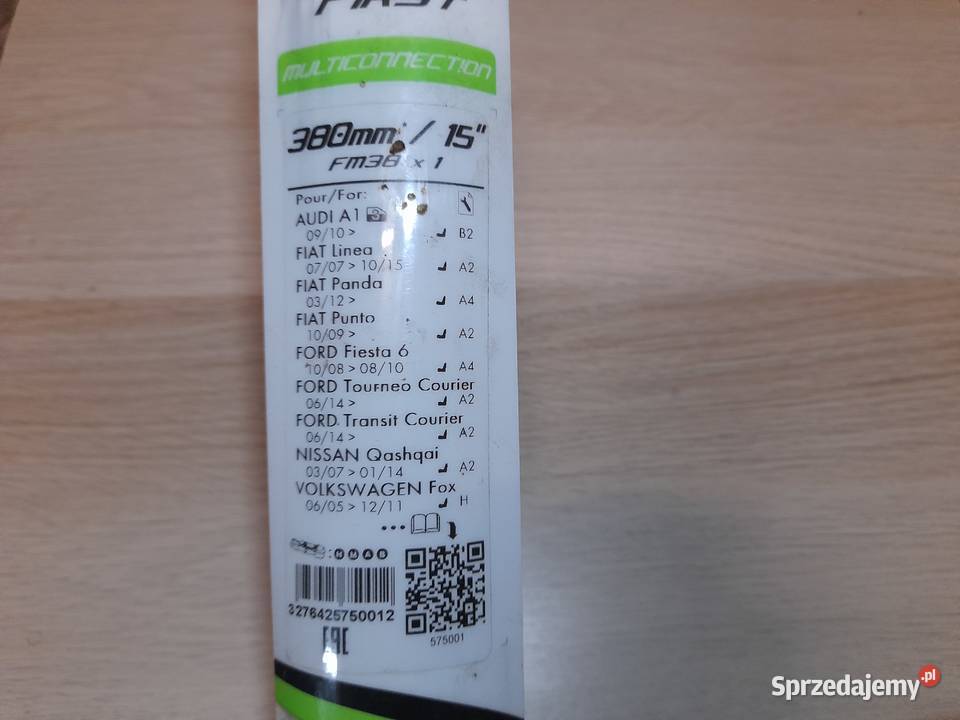 FIRST
MULTICONNECTION
380mm / 15"
FM38 x 1
Pour/For:
AUDI A1
09/10 > B2
FIAT Linea
07/07 > 10/15 A2
FIAT Panda
03/12 > A4
FIAT Punto
10/09 > A2
FORD Fiesta 6
10/08 > 08/10 A4
FORD Tourneo Courier
06/14 > A2
FORD Transit Courier
06/14 > A2
NISSAN Qashqai
03/07 > 01/14 A2
VOLKSWAGEN Fox
06/05 > 12/11 H
...
: H M A B
3276425750012
575001
EAC
Sprzedajemy.pl